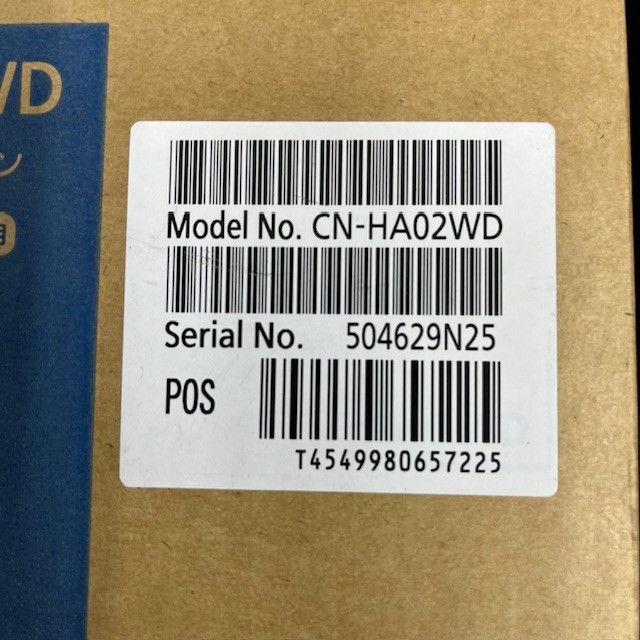 WD
Model No. CN-HA02WD
Serial No. 504629N25
POS
T4549980657225